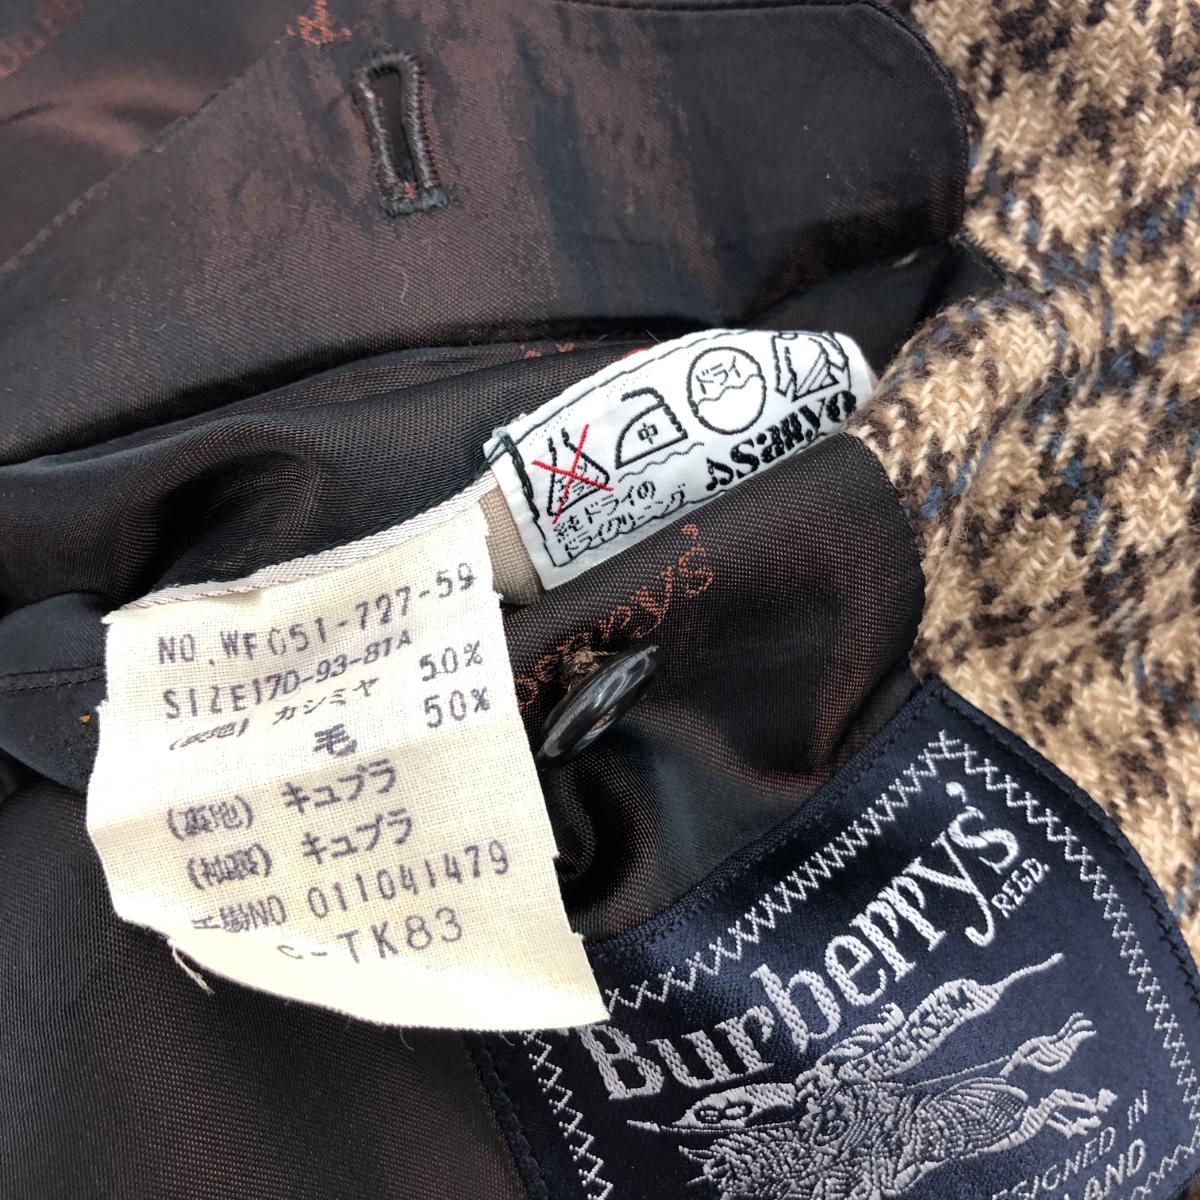 ドライ
中
sanyo
ドライの
ドライクリーニング
Burberrys'
NO.WF051-727-59
SIZE170-93-87A
(表地) カシミヤ 50%
毛 50%
(裏地) キュプラ
(袖裏) キュプラ
工場NO 011041479
C-TK83
Burberrys'
REGD.
PRORSUM
IN